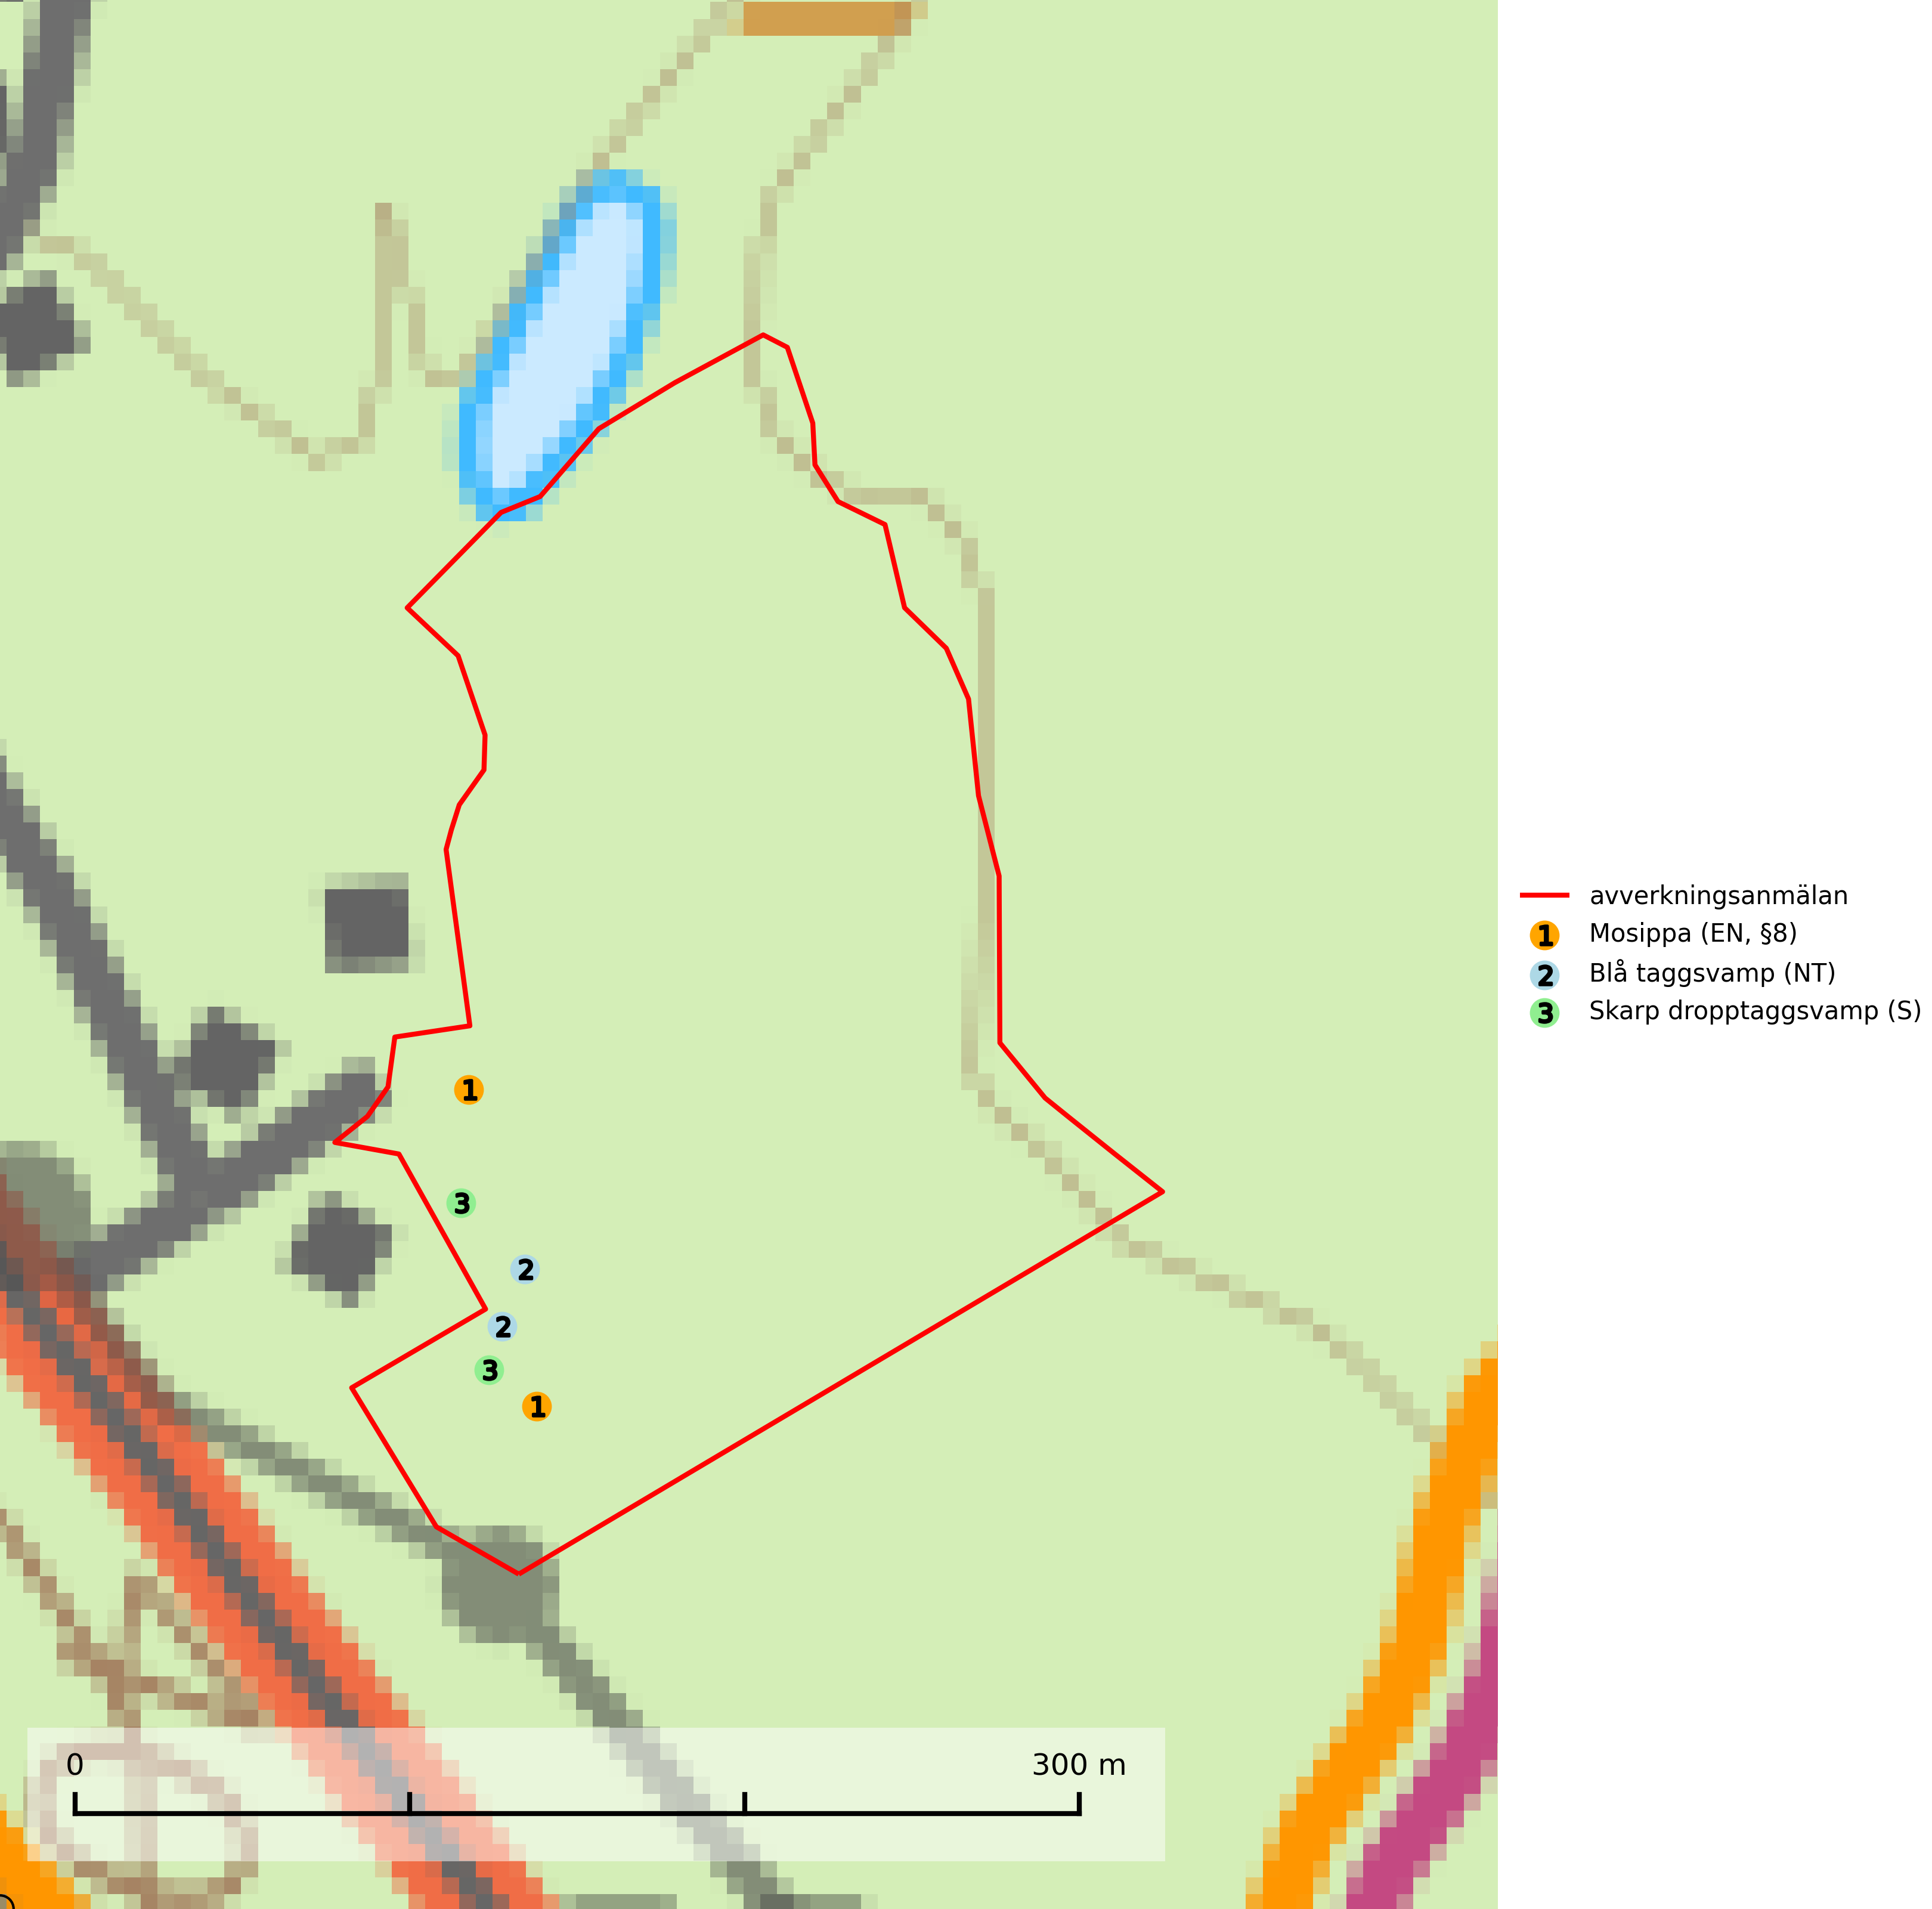 avverkningsanmälan
1 Mosippa (EN, §8)
2 Blå taggsvamp (NT)
3 Skarp dropptaggsvamp (S)
1
3
2
2
3
1
0 300 m